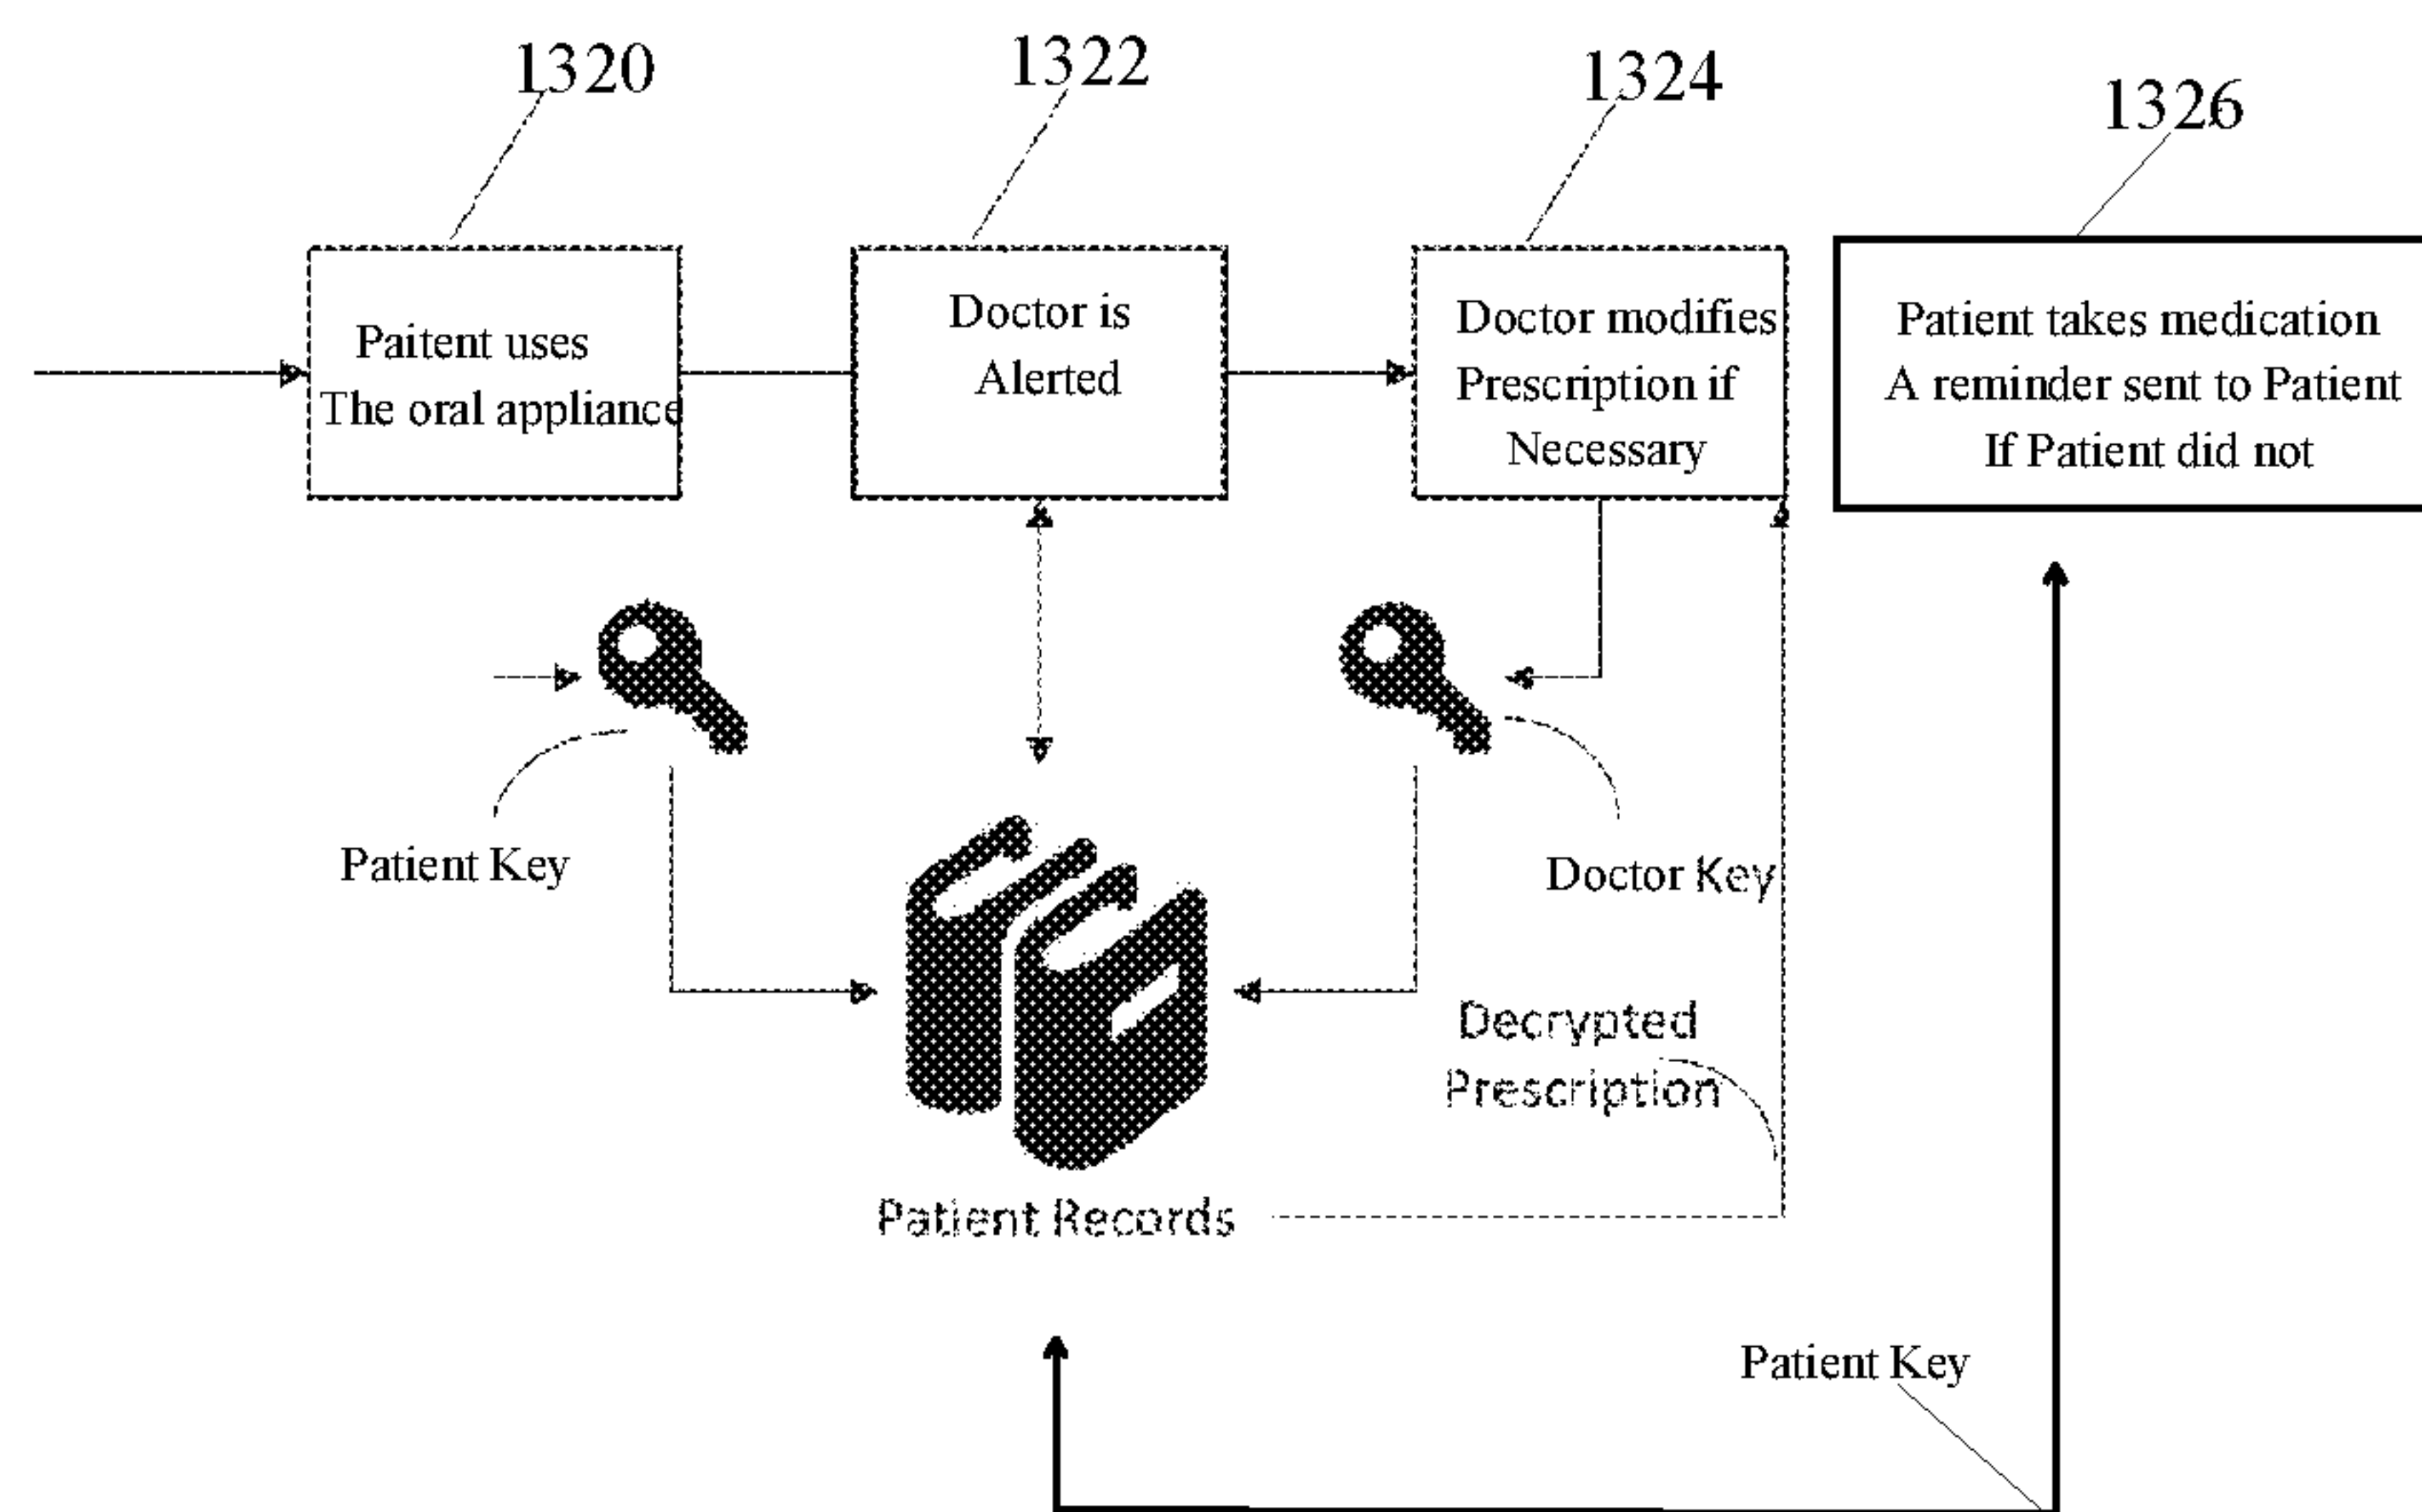 1320
1322
1324
1326
Paitent uses
The oral appliance
Doctor is
Alerted
Doctor modifies
Prescription if
Necessary
Patient takes medication
A reminder sent to Patient
If Patient did not
Patient Key
Doctor Key
Decrypted
Prescription
Patient Records
Patient Key